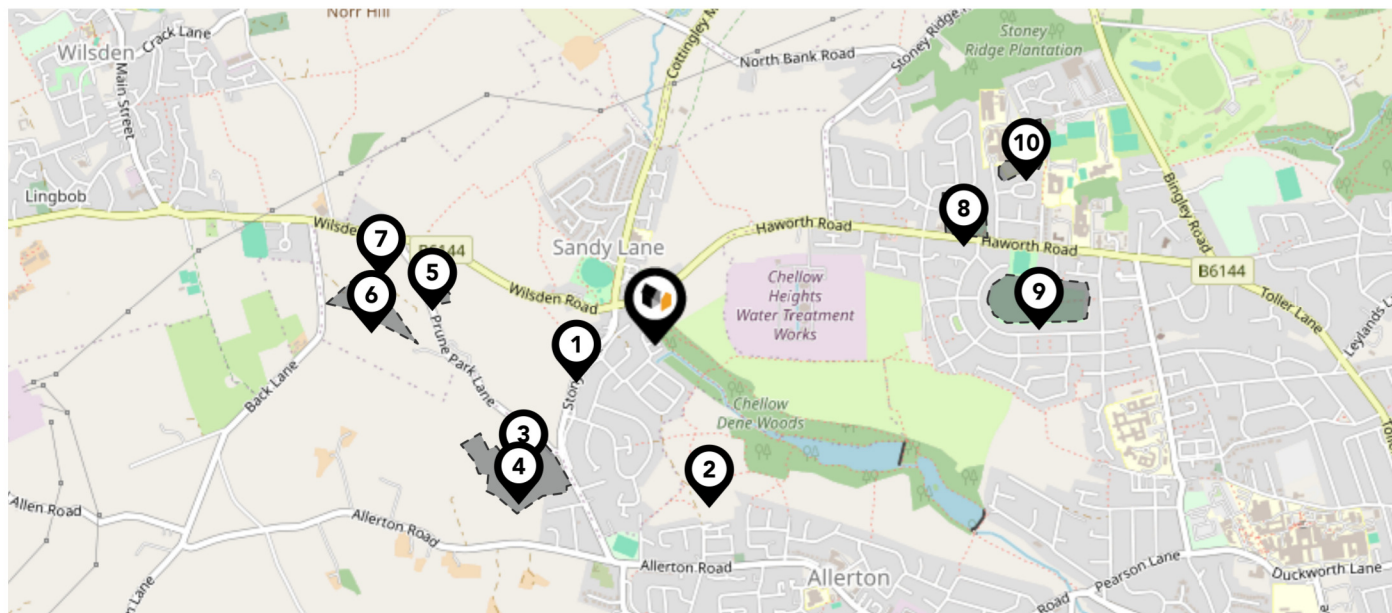 Norr Hill
Wilsden
Crack Lane
Main Street
Cottingley M
North Bank Road
Stoney Ridge
Stoney
Ridge Plantation
Lingbob
Wilsde
B6144
Sandy Lane
Haworth Road
Haworth Road
Bingley Road
B6144
Toller Lane
Leylands L
Toller
Wilsden Road
Chellow
Heights
Water Treatment
Works
10
8
9
7
5
6
1
Prune Park Lane
Stony
Back Lane
Chellow
Dene Woods
3
4
2
Allen Road
Allerton Road
Allerton Road
Allerton
Pearson Lane
Road
Duckworth Lane
n Lane